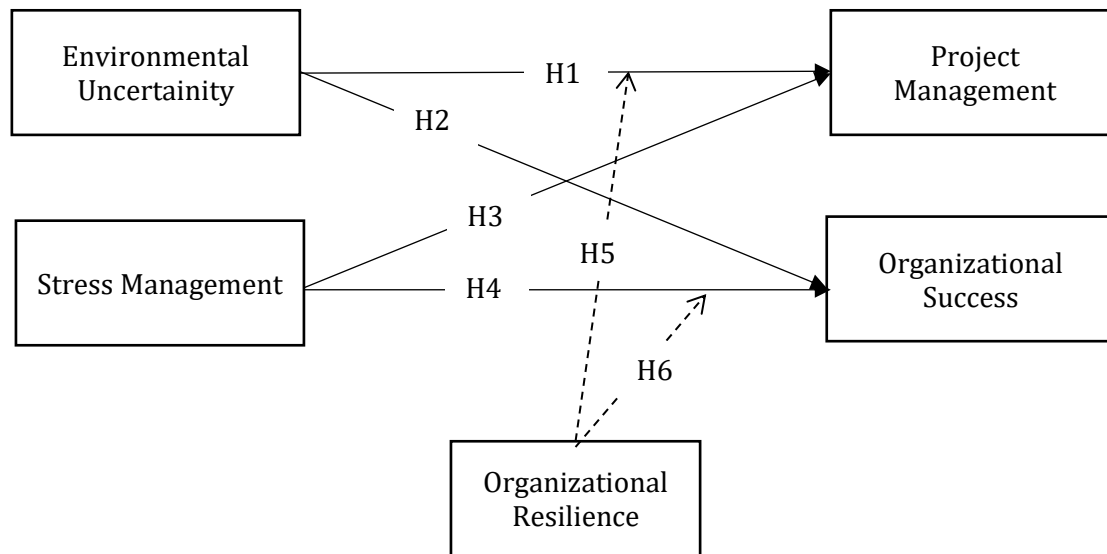 Environmental
Uncertainity
H1
Project
Management
H2
H3
Stress Management
H5
H4
Organizational
Success
H6
Organizational
Resilience